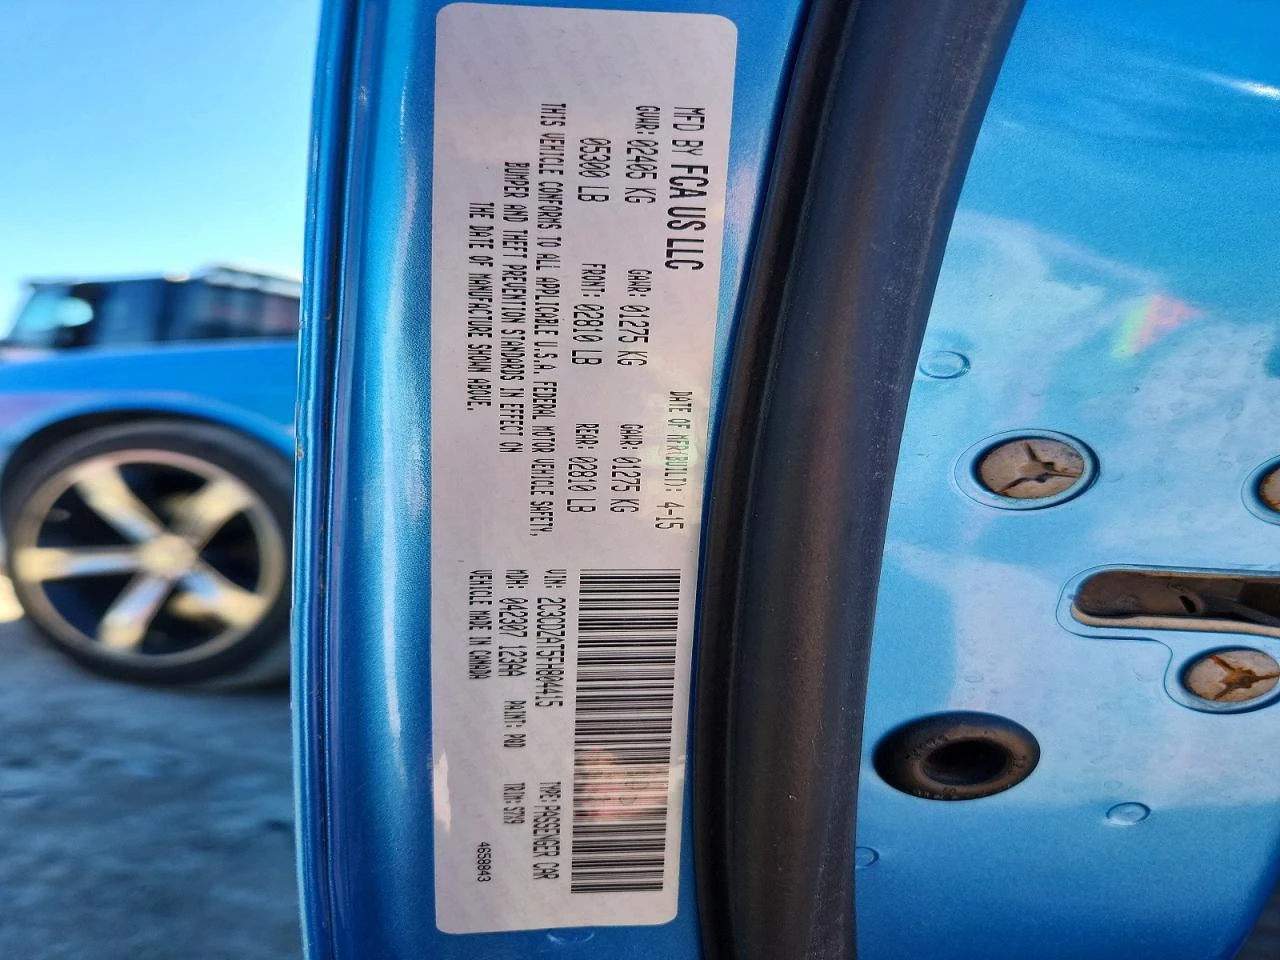 MFD BY FCA US LLC
DATE OF MFR(BUILT): 4-15
GVWR: 02405 KG GAWR: 01275 KG GAWR: 01275 KG
05300 LB FRONT: 02810 LB REAR: 02810 LB
THIS VEHICLE CONFORMS TO ALL APPLICABLE U.S.A. FEDERAL MOTOR VEHICLE SAFETY,
BUMPER AND THEFT PREVENTION STANDARDS IN EFFECT ON
THE DATE OF MANUFACTURE SHOWN ABOVE.
VIN: 2C3CDZAT5FH804415 TYPE: PASSENGER CAR
MDH: 042307 123AA PAINT: PQD TRIM: S7X9
VEHICLE MADE IN CANADA 4658843